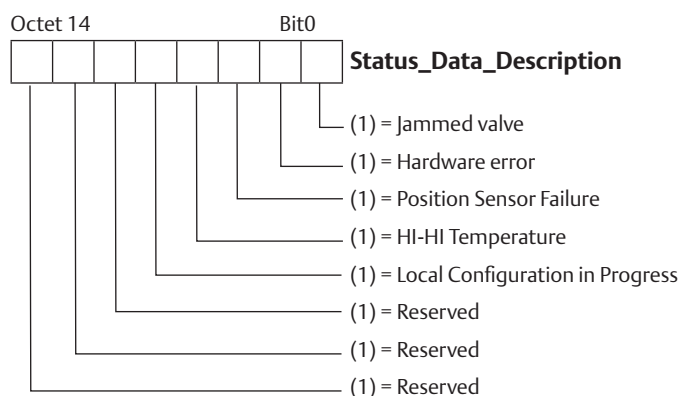 Octet 14 Bit0
Status_Data_Description
(1) = Jammed valve
(1) = Hardware error
(1) = Position Sensor Failure
(1) = HI-HI Temperature
(1) = Local Configuration in Progress
(1) = Reserved
(1) = Reserved
(1) = Reserved